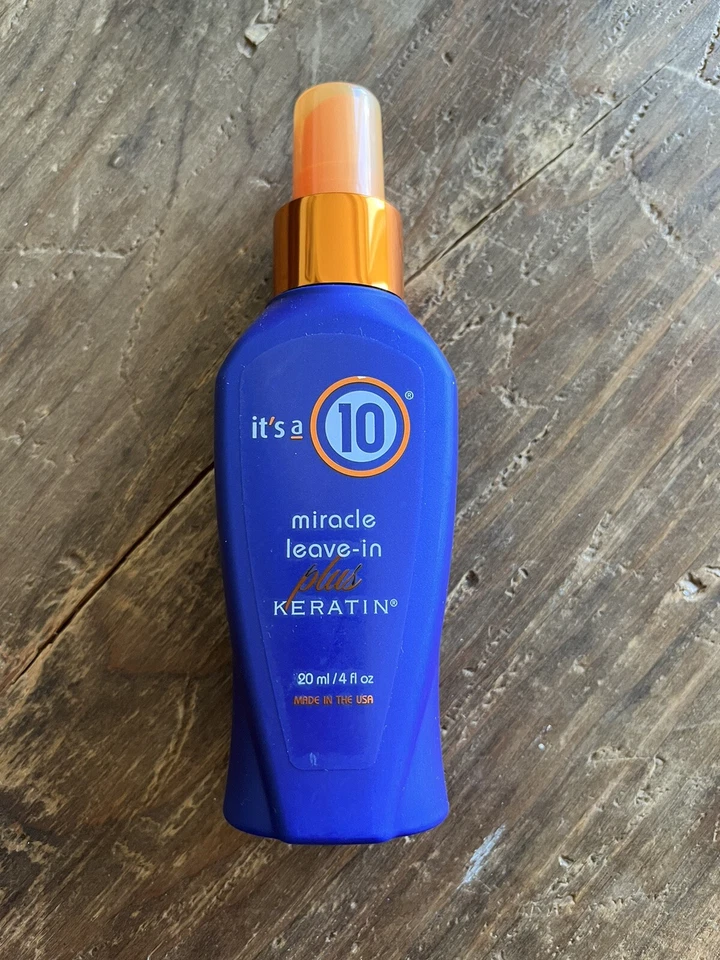 it's a 10®
miracle
leave-in
plus
KERATIN®
20 ml / 4 fl oz
MADE IN THE USA